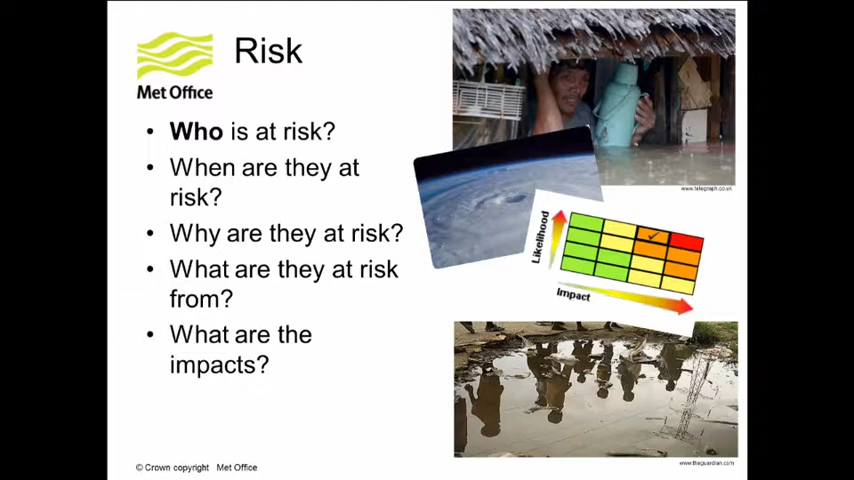 Risk
Met Office
• Who is at risk?
• When are they at
risk?
• Why are they at risk?
• What are they at risk
from?
• What are the
impacts?
www.telegraph.co.uk
Likelihood
Impact
www.theguardian.com
© Crown copyright Met Office